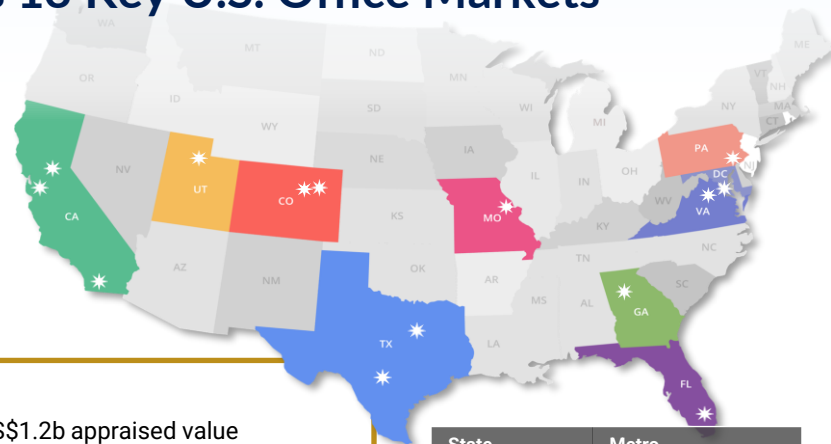 Key U.S. Office Markets
WA
MT
ND
ME
OR
ID
MN
VT
NH
SD
WI
NY
MA
WY
MI
CT
NE
IA
PA
NV
UT
IL
IN
OH
NJ
CO
DC
CA
KS
MO
WV
VA
KY
AZ
NM
OK
TN
NC
AR
SC
MS
AL
GA
TX
LA
FL
S$1.2b appraised value
State Metro